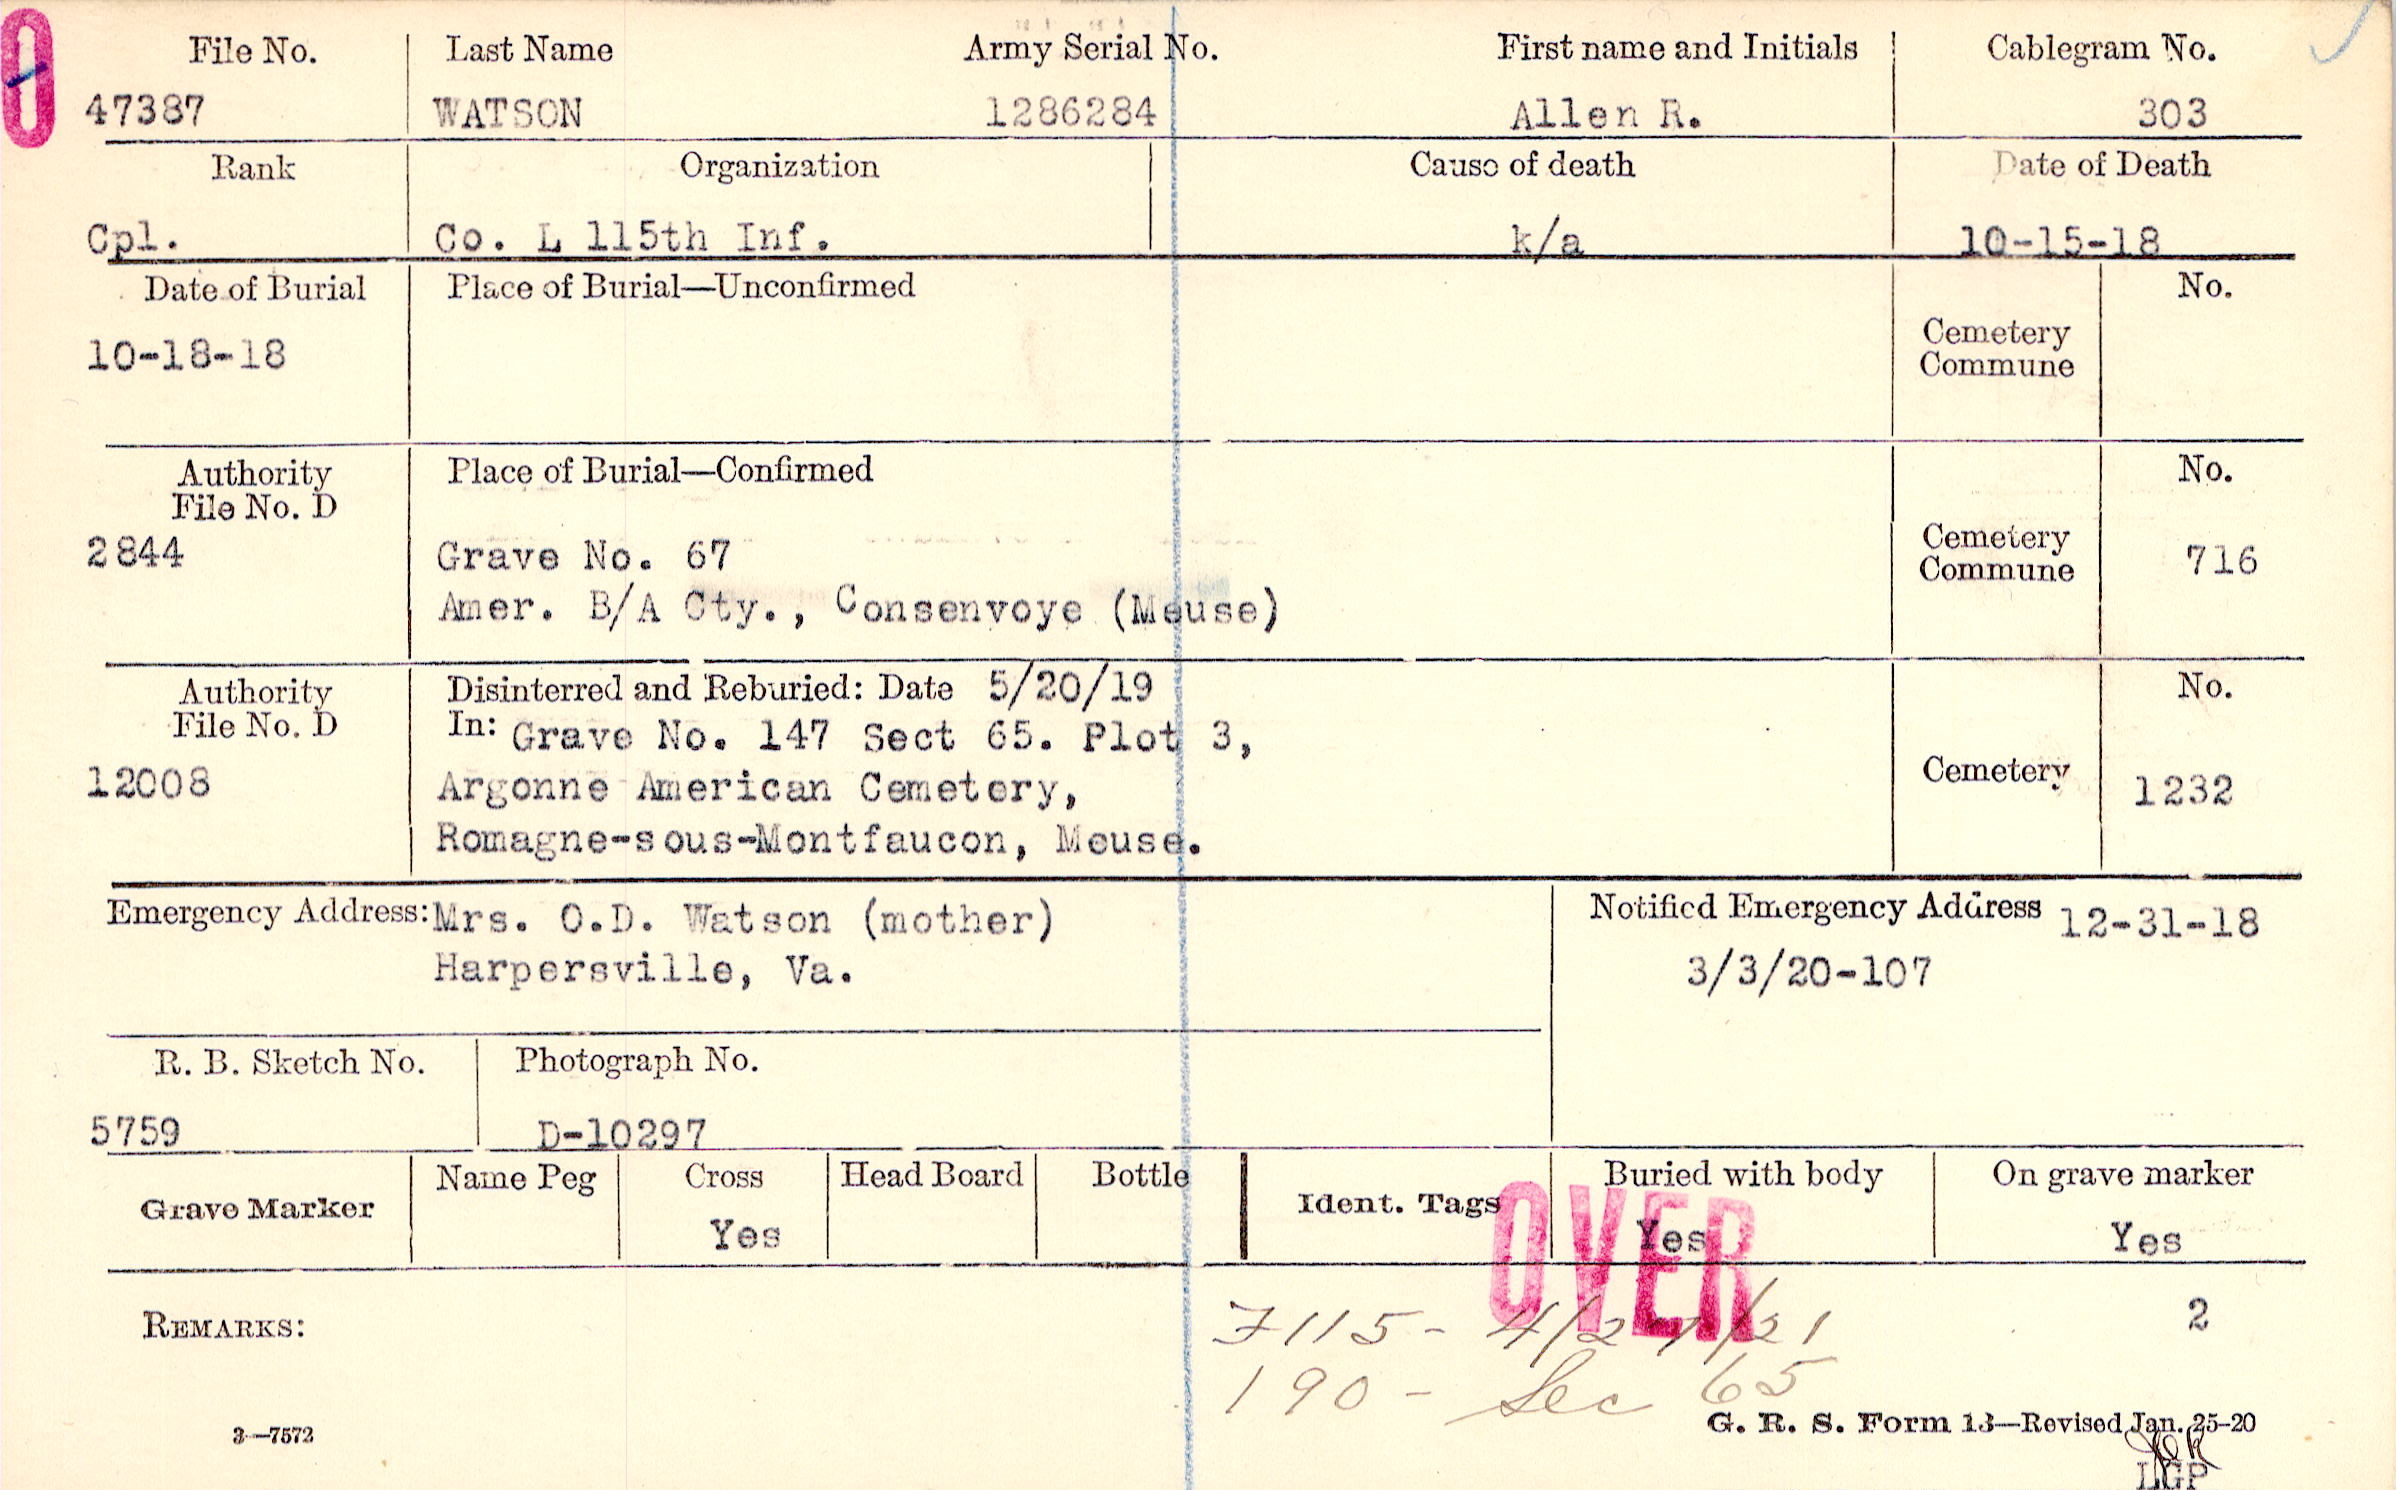 File No. Last Name Army Serial No. First name and Initials Cablegram No.
47387 WATSON 1286284 Allen R. 303
Rank Organization Cause of death Date of Death
Cpl. Co. L 115th Inf. k/a 10-15-18
Date of Burial Place of Burial—Unconfirmed No.
10-18-18 Cemetery
Commune
Authority Place of Burial—Confirmed No.
File No. D
2844 Grave No. 67 Cemetery
Commune 716
Amer. B/A Cty., Consenvoye (Meuse)
Authority Disinterred and Reburied: Date 5/20/19 No.
File No. D In: Grave No. 147 Sect 65. Plot 3,
12008 Argonne American Cemetery, Cemetery 1232
Romagne-sous-Montfaucon, Meuse.
Emergency Address: Mrs. O.D. Watson (mother) Notified Emergency Address 12-31-18
Harpersville, Va. 3/3/20-107
R. B. Sketch No. Photograph No.
5759 D-10297
Grave Marker Name Peg Cross Head Board Bottle Ident. Tags Buried with body On grave marker
Yes Yes Yes
OVER
REMARKS: 2
7115- 4/27/21
190- Sec 65
3—7572 G. R. S. Form 13—Revised Jan. 25-20
LGP